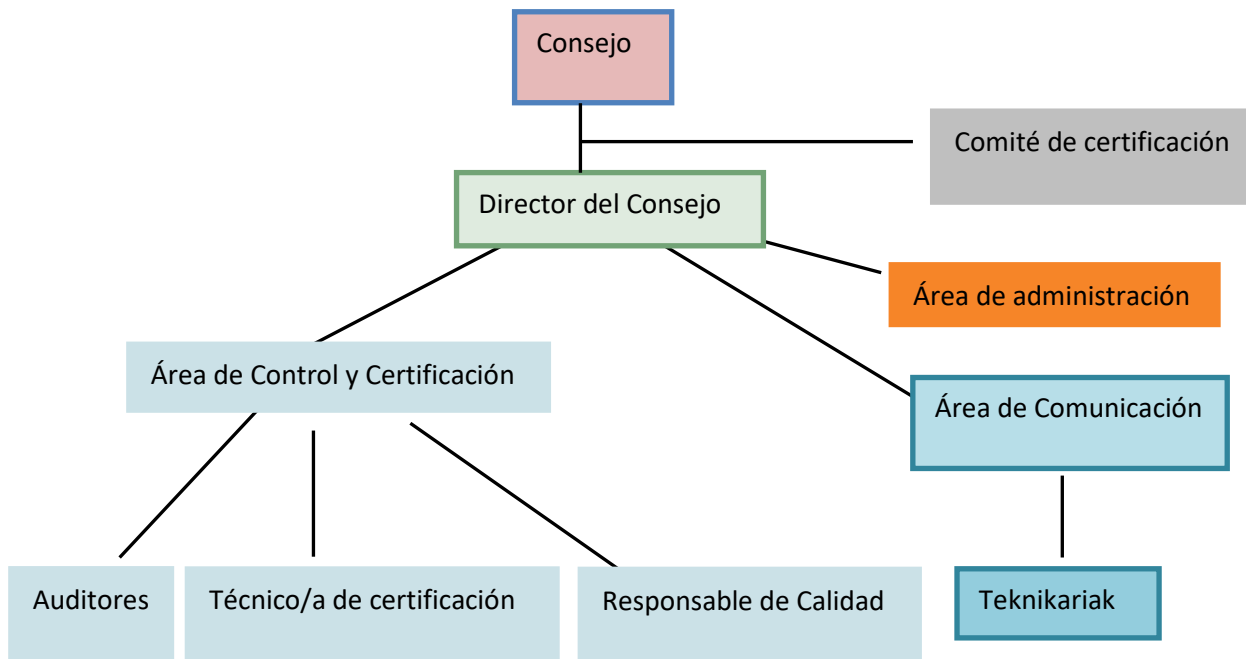 Consejo
Comité de certificación
Director del Consejo
Área de administración
Área de Control y Certificación
Área de Comunicación
Auditores
Técnico/a de certificación
Responsable de Calidad
Teknikariak